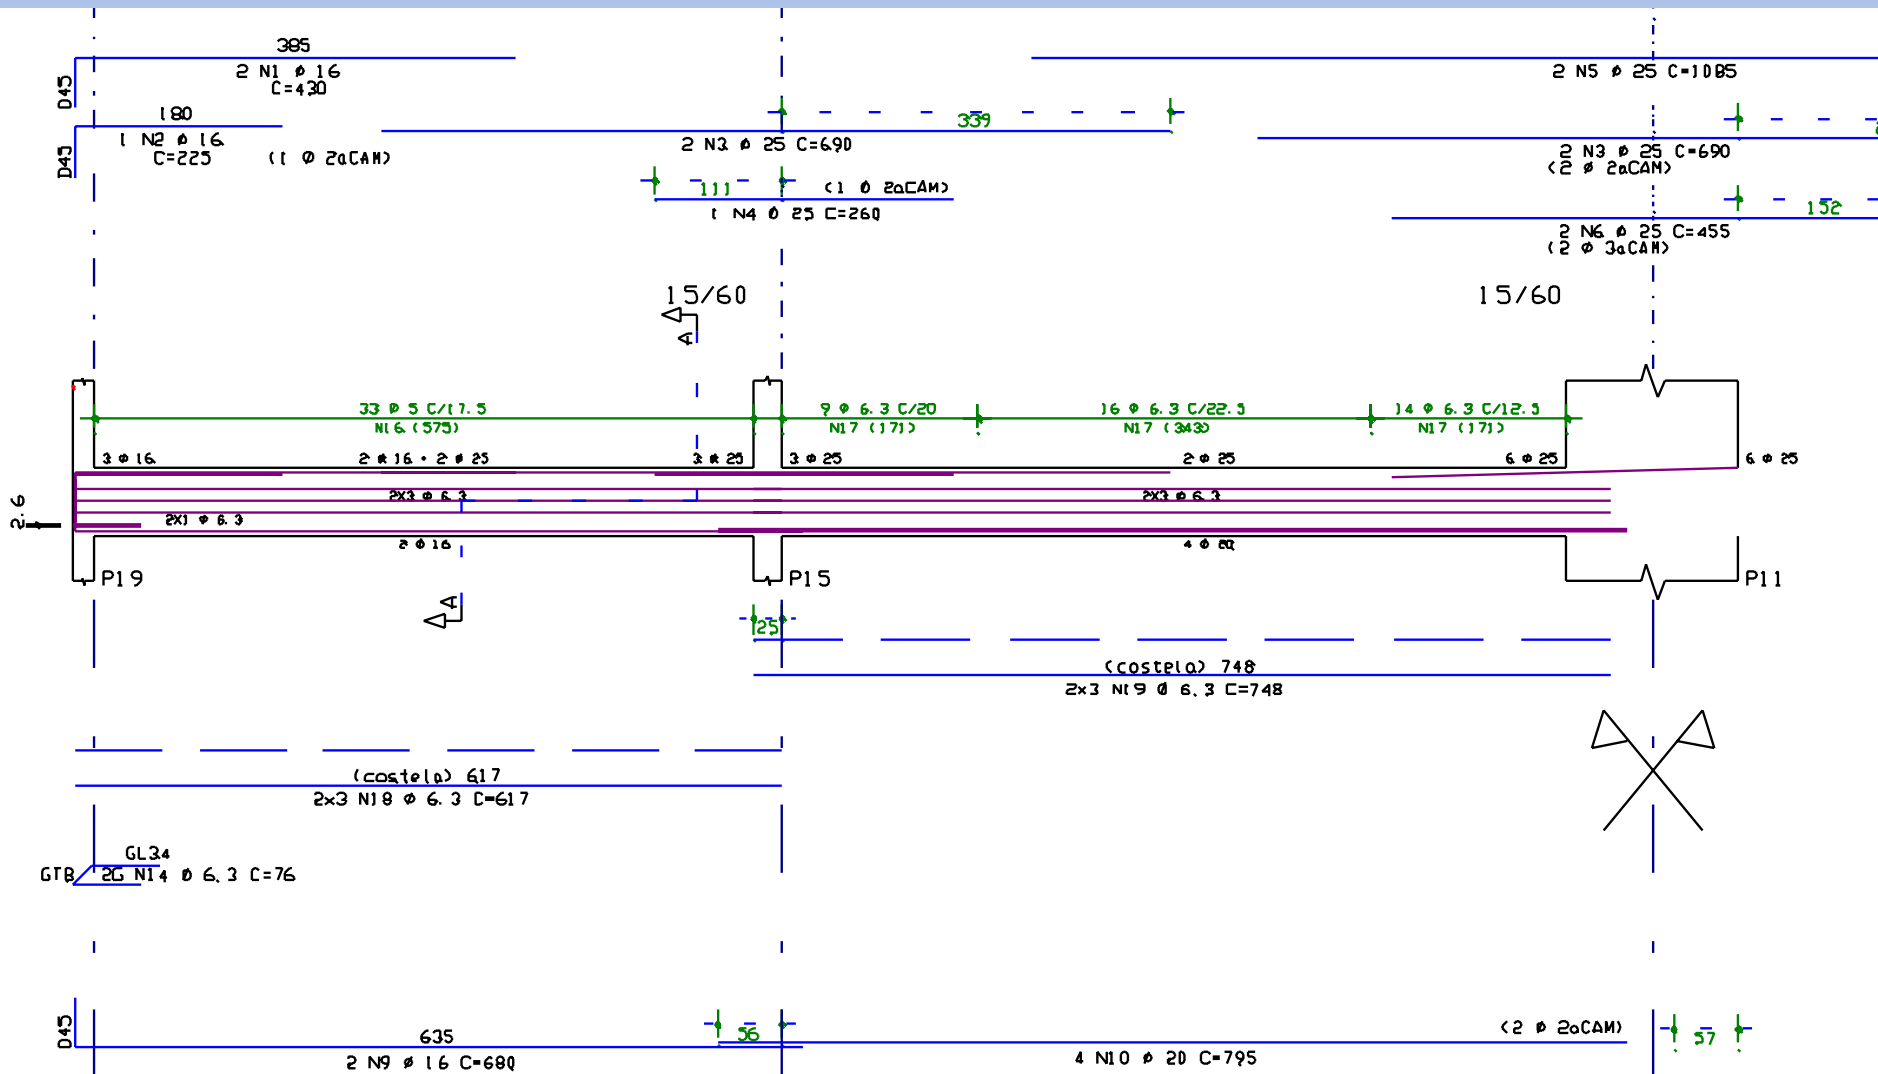 385
2 N1 ø 16
C=430
D45
180
1 N2 ø 16
C=225
(1 Ø 2aCAM)
D45
2 N3 ø 25 C=690
339
111
(1 Ø 2aCAM)
1 N4 Ø 25 C=260
2 N5 ø 25 C=1085
2 N3 ø 25 C=690
(2 ø 2aCAM)
152
2 N6 ø 25 C=455
(2 ø 3aCAM)
15/60
15/60
A
33 Ø 5 C/17.5
N16 (575)
9 Ø 6.3 C/20
N17 (171)
16 Ø 6.3 C/22.5
N17 (343)
14 Ø 6.3 C/12.5
N17 (171)
3 Ø 16
2 Ø 16 + 2 Ø 25
3 Ø 25
3 Ø 25
2 Ø 25
6 Ø 25
6 Ø 25
2X3 Ø 6.3
2X3 Ø 6.3
2.6
2X1 Ø 6.3
2 Ø 16
4 Ø 20
P19
P15
P11
A
25
(costela) 748
2x3 N19 Ø 6.3 C=748
(costela) 617
2x3 N18 Ø 6.3 C=617
GL34
GTB 2G N14 Ø 6.3 C=76
D45
635
2 N9 ø 16 C=680
56
(2 Ø 2aCAM)
57
4 N10 ø 20 C=795